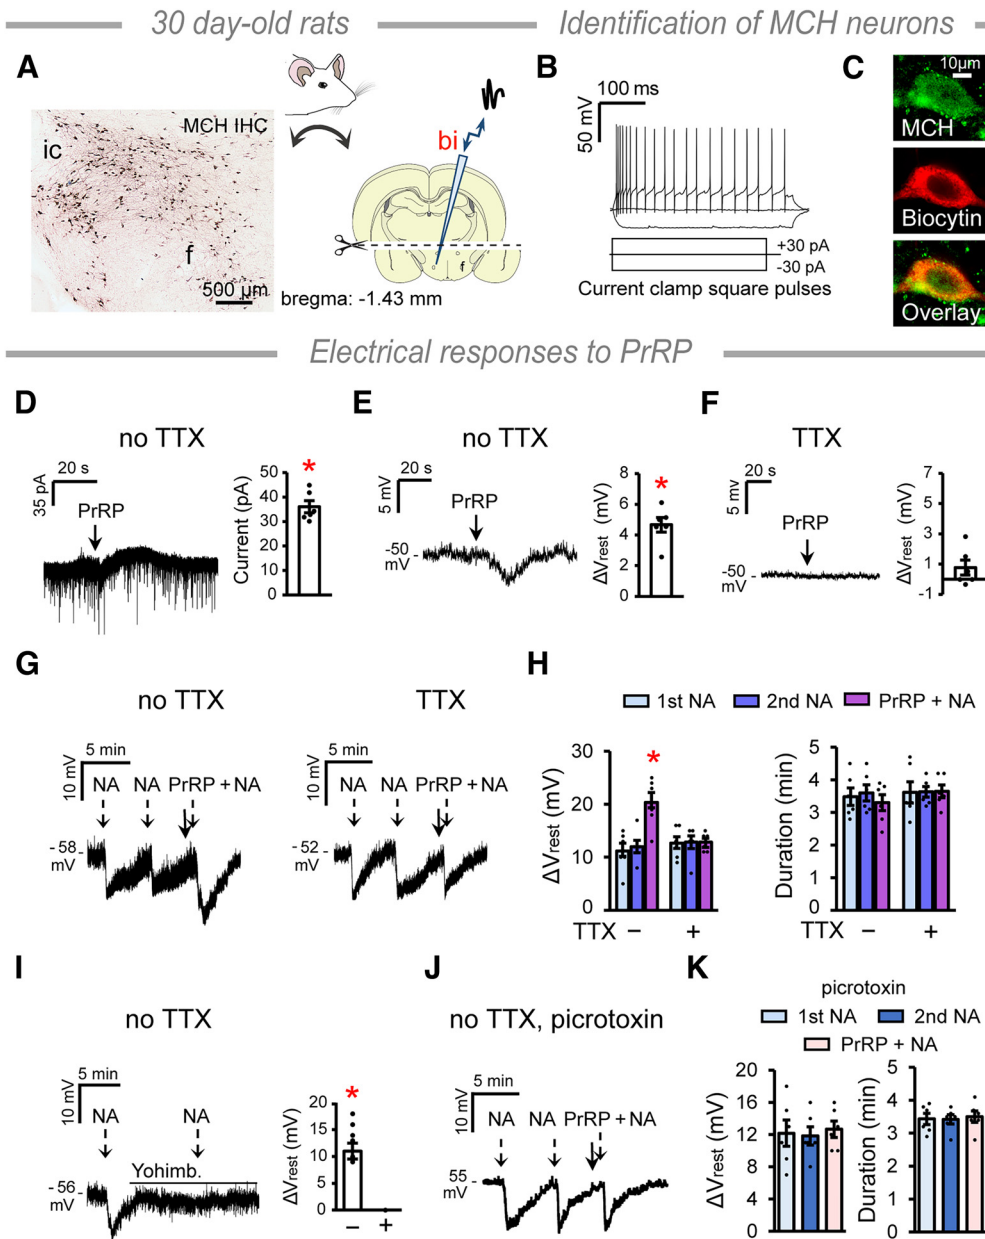 30 day-old rats
Identification of MCH neurons
A
MCH IHC
ic
f
500 µm
bi
f
bregma: -1.43 mm
B
100 ms
50 mV
+30 pA
-30 pA
Current clamp square pulses
C
10µm
MCH
Biocytin
Overlay
Electrical responses to PrRP
D
no TTX
20 s
35 pA
PrRP
*
Current (pA)
50
40
30
20
10
0
E
no TTX
20 s
5 mV
PrRP
-50 -
mV
*
ΔVrest (mV)
8
6
4
2
0
F
TTX
20 s
5 mV
PrRP
-50 -
mV
ΔVrest (mV)
7
5
3
1
-1
G
no TTX
5 min
10 mV
NA NA PrRP + NA
- 58 -
mV
TTX
5 min
10 mV
NA NA PrRP + NA
- 52 -
mV
H
1st NA 2nd NA PrRP + NA
ΔVrest (mV)
30
20
10
0
*
TTX − +
Duration (min)
5
4
3
2
1
0
TTX − +
I
no TTX
5 min
10 mV
NA NA
Yohimb.
- 56 -
mV
*
ΔVrest (mV)
20
15
10
5
0
− +
J
no TTX, picrotoxin
5 min
10 mV
NA NA PrRP + NA
55 -
mV
K
picrotoxin
1st NA 2nd NA
PrRP + NA
ΔVrest (mV)
20
16
12
8
4
0
Duration (min)
5
4
3
2
1
0